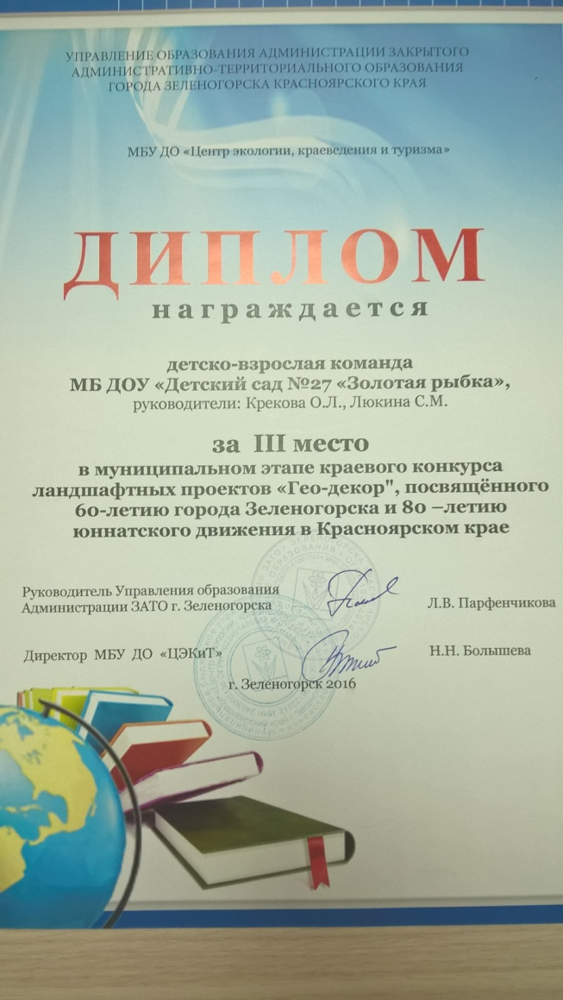 УПРАВЛЕНИЕ ОБРАЗОВАНИЯ АДМИНИСТРАЦИИ ЗАКРЫТОГО
АДМИНИСТРАТИВНО-ТЕРРИТОРИАЛЬНОГО ОБРАЗОВАНИЯ
ГОРОДА ЗЕЛЕНОГОРСКА КРАСНОЯРСКОГО КРАЯ
МБУ ДО «Центр экологии, краеведения и туризма»
ДИПЛОМ
награждается
детско-взрослая команда
МБ ДОУ «Детский сад №27 «Золотая рыбка»,
руководители: Крекова О.Л., Люкина С.М.
за III место
в муниципальном этапе краевого конкурса
ландшафтных проектов «Гео-декор", посвящённого
60-летию города Зеленогорска и 80 –летию
юннатского движения в Красноярском крае
Руководитель Управления образования
Администрации ЗАТО г. Зеленогорска
Л.В. Парфенчикова
Директор МБУ ДО «ЦЭКиТ»
Н.Н. Болышева
г. Зеленогорск 2016